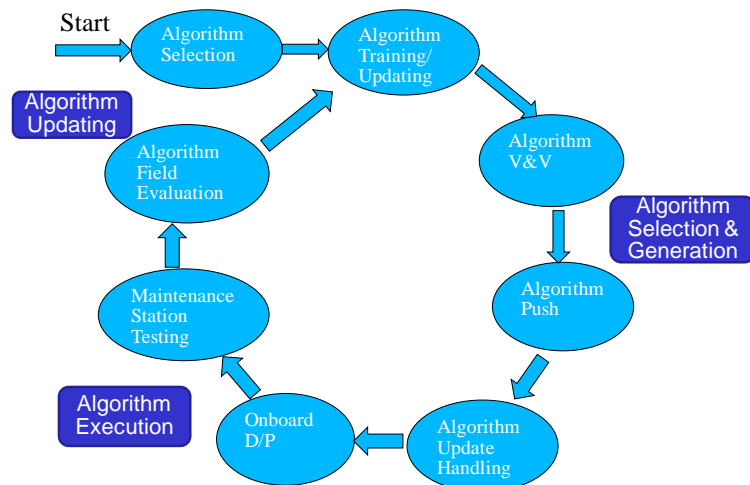 Start
Algorithm
Selection
Algorithm
Training/
Updating
Algorithm
Updating
Algorithm
Field
Evaluation
Algorithm
V&V
Algorithm
Selection &
Generation
Maintenance
Station
Testing
Algorithm
Push
Algorithm
Execution
Onboard
D/P
Algorithm
Update
Handling